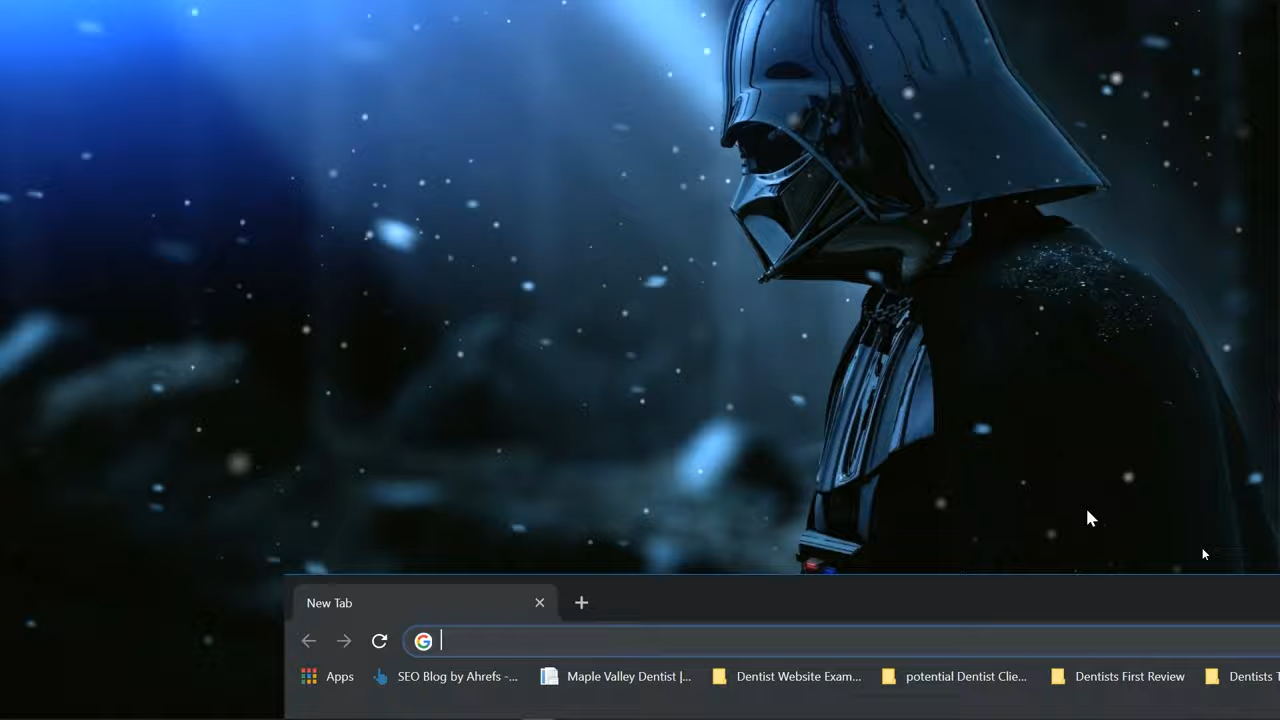 New Tab
Apps SEO Blog by Ahrefs -... Maple Valley Dentist |... Dentist Website Exam... potential Dentist Clie... Dentists First Review Dentists